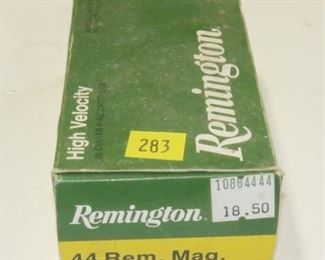 High Velocity
Remington
283
10884444
18.50
Remington
44 Rem. Mag.